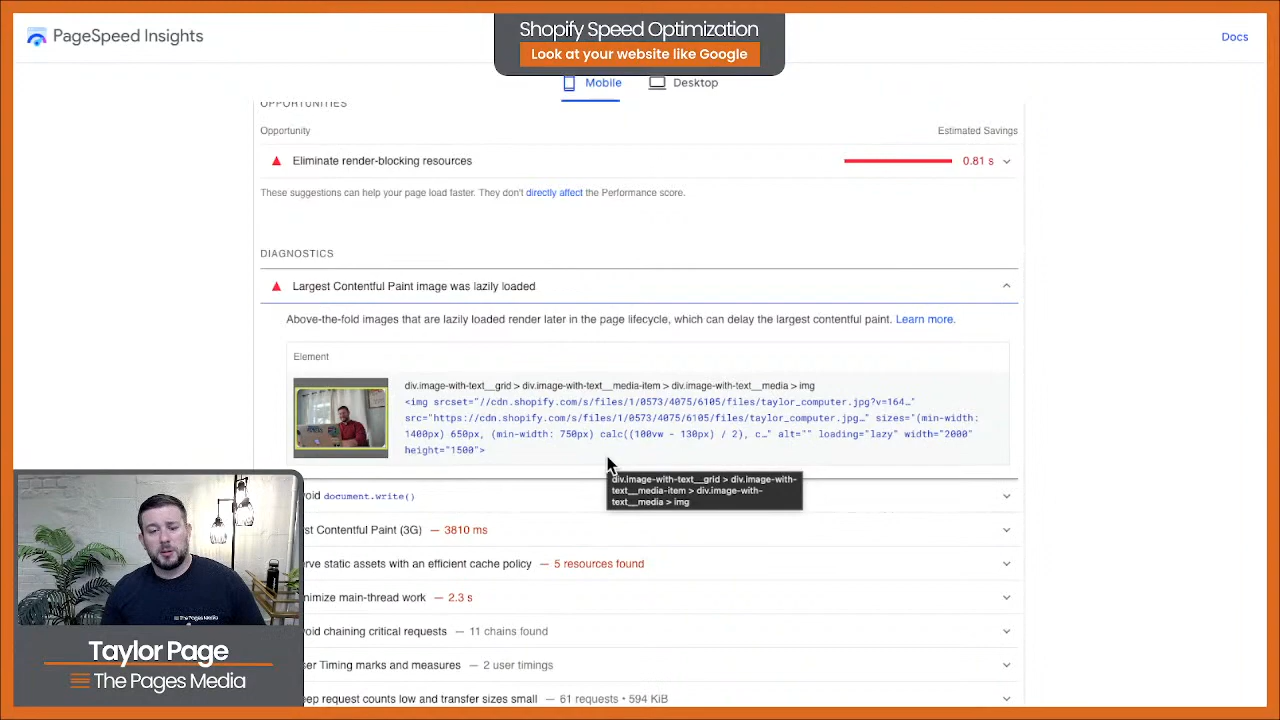 PageSpeed Insights
Shopify Speed Optimization
Look at your website like Google
Docs
Mobile
Desktop
OPPORTUNITIES
Opportunity
Estimated Savings
Eliminate render-blocking resources
0.81 s
These suggestions can help your page load faster. They don't directly affect the Performance score.
DIAGNOSTICS
Largest Contentful Paint image was lazily loaded
Above-the-fold images that are lazily loaded render later in the page lifecycle, which can delay the largest contentful paint. Learn more.
Element
div.image-with-text__grid > div.image-with-text__media-item > div.image-with-text__media > img
<img srcset="//cdn.shopify.com/s/files/1/0573/4075/6105/files/taylor_computer.jpg?v=164…"
src="https://cdn.shopify.com/s/files/1/0573/4075/6105/files/taylor_computer.jpg…" sizes="(min-width:
1400px) 650px, (min-width: 750px) calc((100vw - 130px) / 2), c…" alt="" loading="lazy" width="2000"
height="1500">
div.image-with-text__grid > div.image-with-
text__media-item > div.image-with-
text__media > img
void document.write()
st Contentful Paint (3G) — 3810 ms
rve static assets with an efficient cache policy — 5 resources found
nimize main-thread work — 2.3 s
void chaining critical requests — 11 chains found
ser Timing marks and measures — 2 user timings
eep request counts low and transfer sizes small — 61 requests • 594 KiB
The Pages Media
Taylor Page
The Pages Media